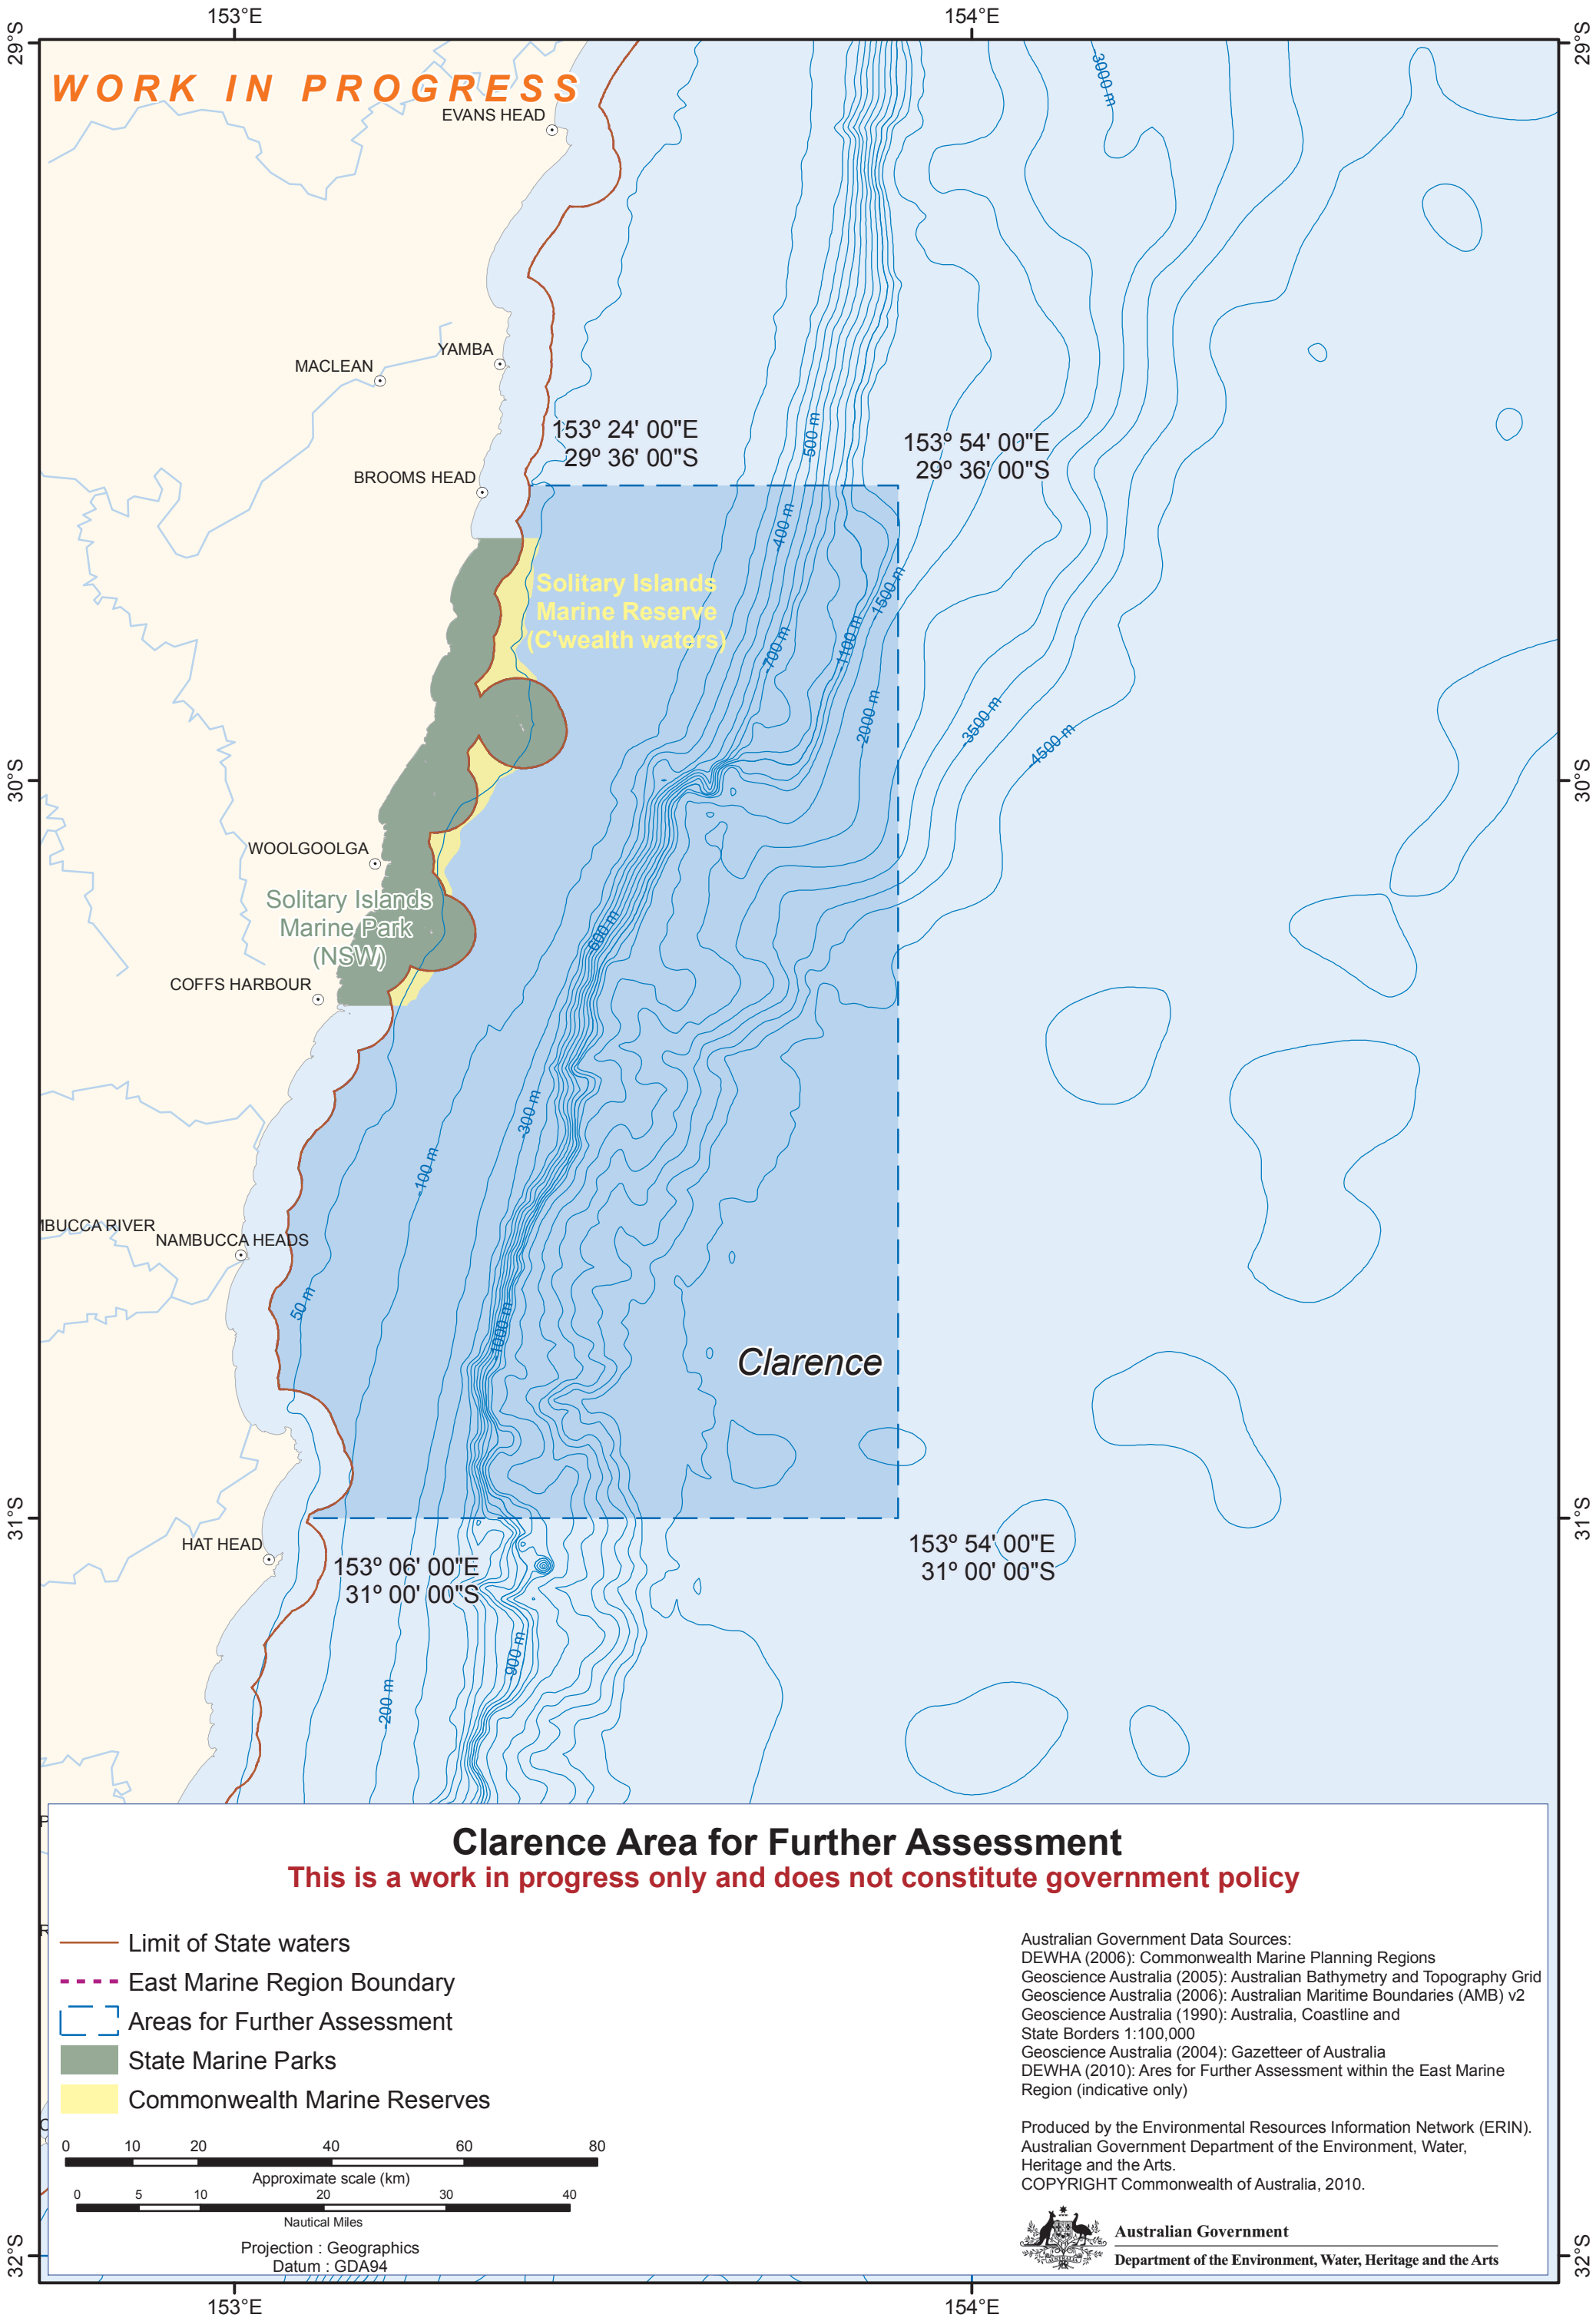 153°E
154°E
29°S
29°S
WORK IN PROGRESS
EVANS HEAD
-3000 m
YAMBA
MACLEAN
153º 24' 00"E
29º 36' 00"S
-500 m
153º 54' 00"E
29º 36' 00"S
BROOMS HEAD
-400 m
Solitary Islands
Marine Reserve
(C'wealth waters)
-1500 m
-700 m
-1100 m
-2000 m
-3500 m
-4500 m
30°S
30°S
WOOLGOOLGA
Solitary Islands
Marine Park
(NSW)
-600 m
COFFS HARBOUR
-300 m
-100 m
MBUCCA RIVER
NAMBUCCA HEADS
50 m
-1000 m
Clarence
31°S
31°S
HAT HEAD
153º 06' 00"E
31º 00' 00"S
153º 54' 00"E
31º 00' 00"S
-900 m
-200 m
Clarence Area for Further Assessment
This is a work in progress only and does not constitute government policy
P
R
C
Limit of State waters
East Marine Region Boundary
Areas for Further Assessment
State Marine Parks
Commonwealth Marine Reserves
0 10 20 40 60 80
Approximate scale (km)
0 5 10 20 30 40
Nautical Miles
Projection : Geographics
Datum : GDA94
Australian Government Data Sources:
DEWHA (2006): Commonwealth Marine Planning Regions
Geoscience Australia (2005): Australian Bathymetry and Topography Grid
Geoscience Australia (2006): Australian Maritime Boundaries (AMB) v2
Geoscience Australia (1990): Australia, Coastline and
State Borders 1:100,000
Geoscience Australia (2004): Gazetteer of Australia
DEWHA (2010): Ares for Further Assessment within the East Marine
Region (indicative only)
Produced by the Environmental Resources Information Network (ERIN).
Australian Government Department of the Environment, Water,
Heritage and the Arts.
COPYRIGHT Commonwealth of Australia, 2010.
Australian Government
Department of the Environment, Water, Heritage and the Arts
32°S
32°S
153°E
154°E